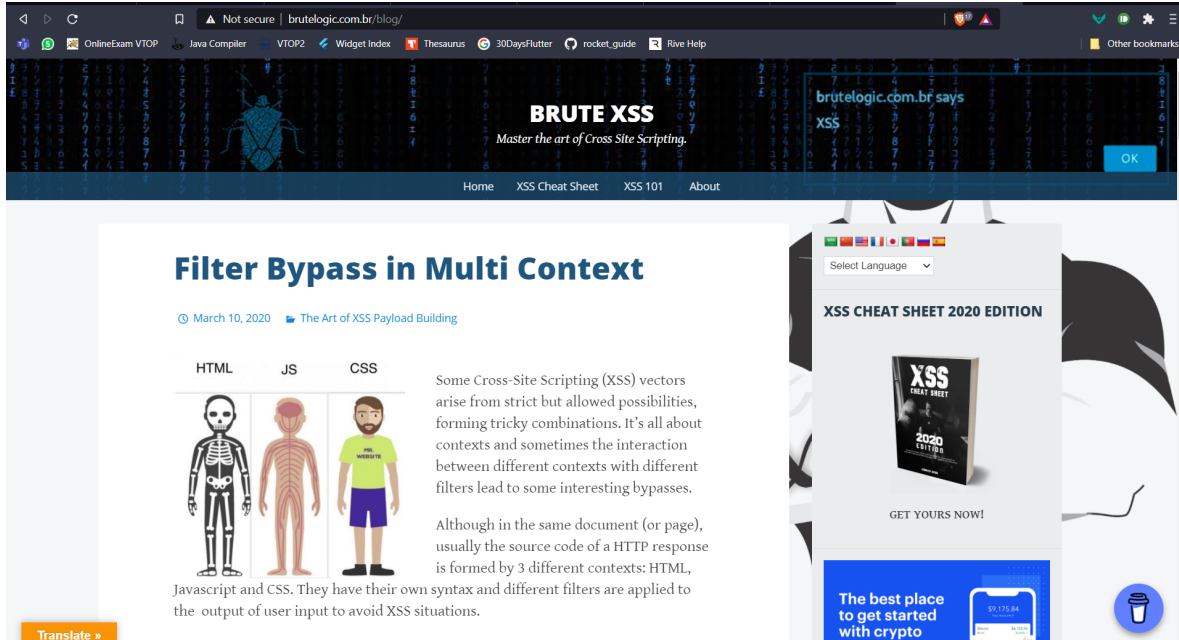 Not secure | brutelogic.com.br/blog/
17
OnlineExam VTOP
Java Compiler
VTOP2
Widget Index
Thesaurus
30DaysFlutter
rocket_guide
Rive Help
Other bookmarks
BRUTE XSS
Master the art of Cross Site Scripting.
brutelogic.com.br says
XSS
OK
Home
XSS Cheat Sheet
XSS 101
About
Filter Bypass in Multi Context
March 10, 2020
The Art of XSS Payload Building
HTML
JS
CSS
MR.
WEBSITE
Some Cross-Site Scripting (XSS) vectors
arise from strict but allowed possibilities,
forming tricky combinations. It’s all about
contexts and sometimes the interaction
between different contexts with different
filters lead to some interesting bypasses.
Although in the same document (or page),
usually the source code of a HTTP response
is formed by 3 different contexts: HTML,
Javascript and CSS. They have their own syntax and different filters are applied to
the output of user input to avoid XSS situations.
Select Language
XSS CHEAT SHEET 2020 EDITION
XSS
CHEAT SHEET
2020
EDITION
GET YOURS NOW!
The best place
to get started
with crypto
$9,175.84
Translate »